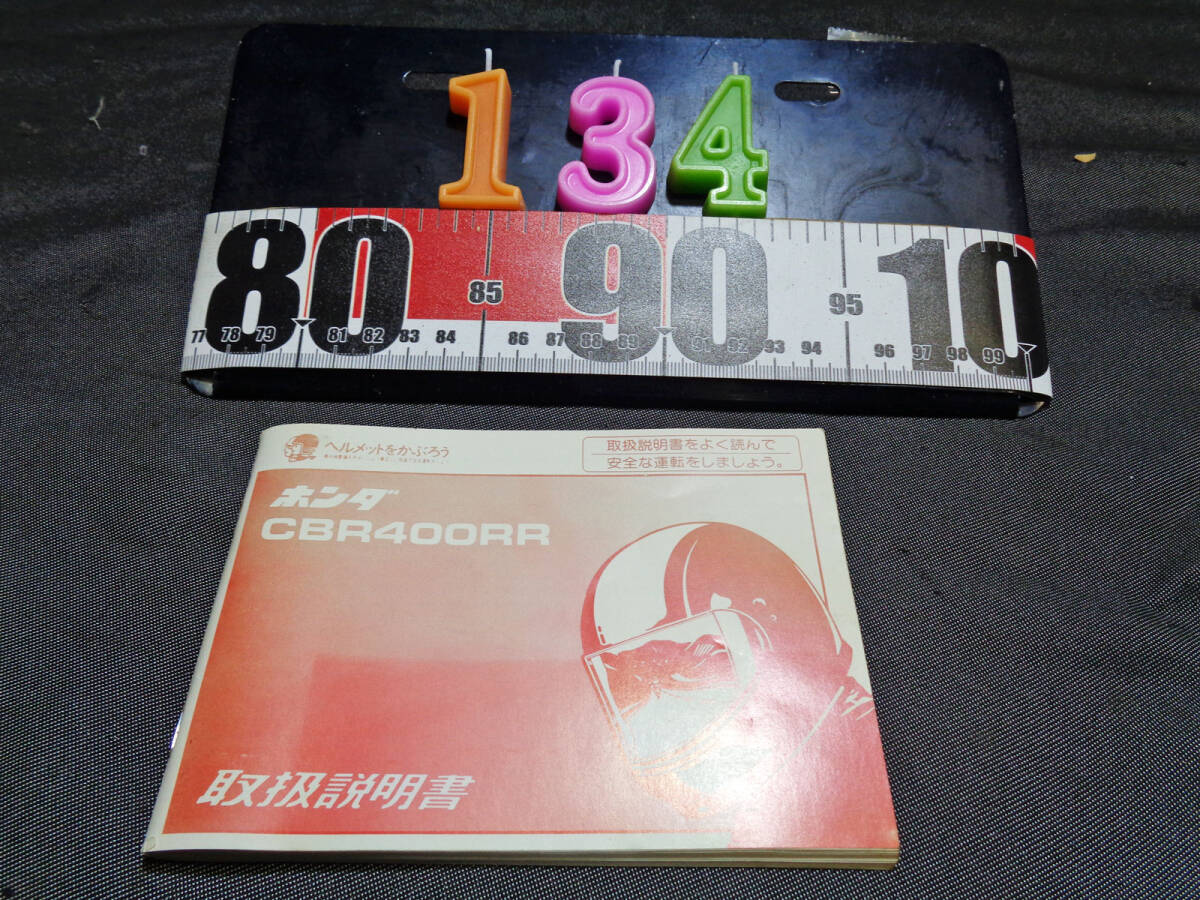 134
80 90 10
85 95
77 78 79 81 82 83 84 86 87 88 89 91 92 93 94 96 97 98 99
ヘルメットをかぶろう
取扱説明書をよく読んで
安全な運転をしましょう。
ホンダ
CBR400RR
取扱説明書